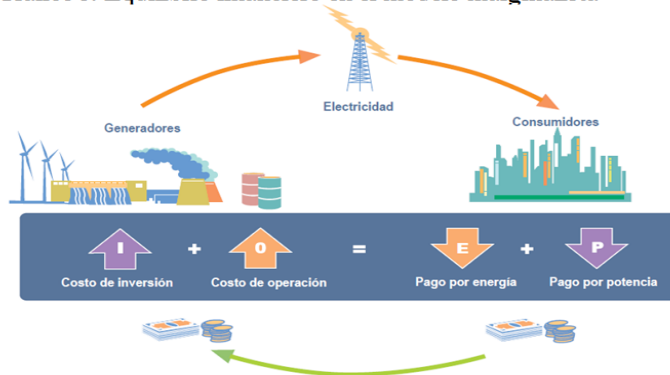 Electricidad
Generadores
Consumidores
I + O = E + P
Costo de inversión Costo de operación Pago por energía Pago por potencia